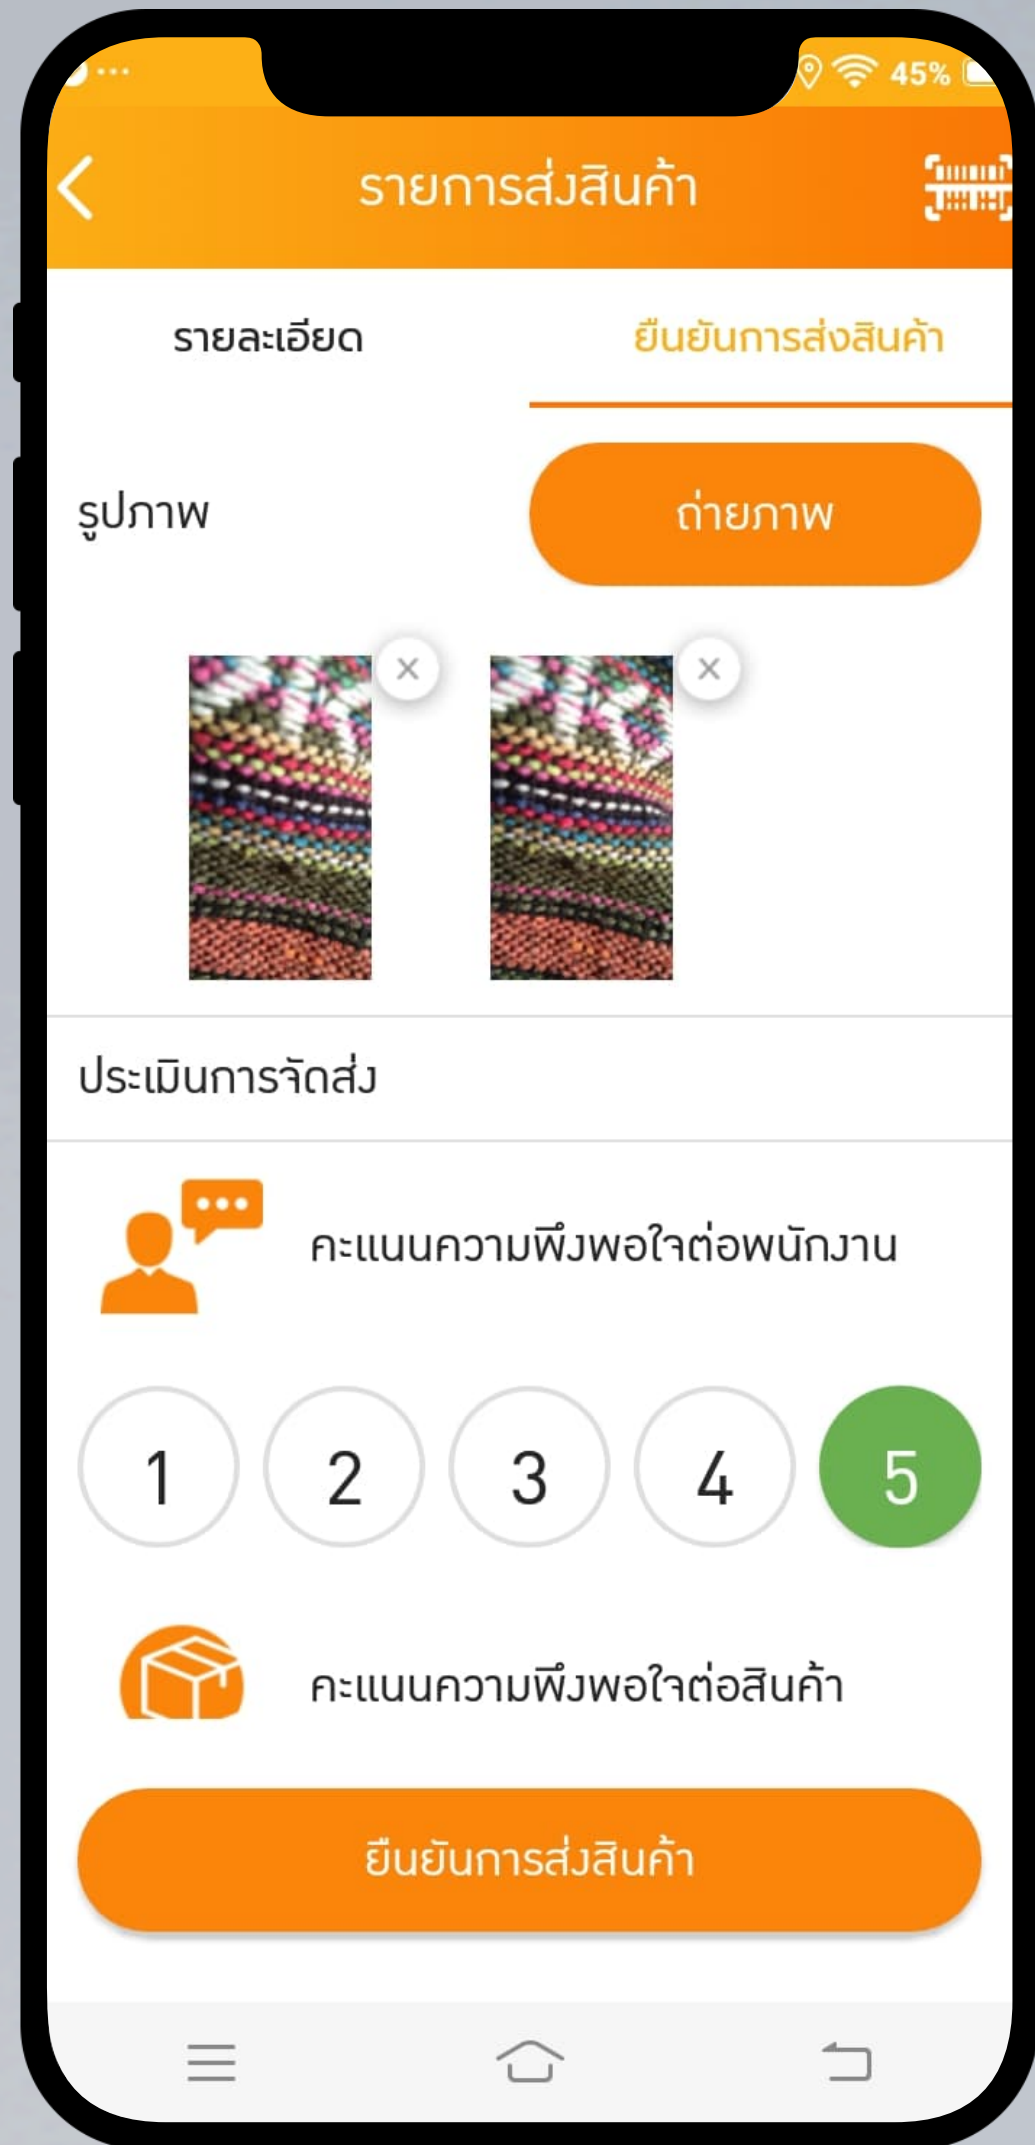 45%
รายการส่งสินค้า
รายละเอียด
ยืนยันการส่งสินค้า
รูปภาพ
ถ่ายภาพ
ประเมินการจัดส่ง
คะแนนความพึงพอใจต่อพนักงาน
1 2 3 4 5
คะแนนความพึงพอใจต่อสินค้า
ยืนยันการส่งสินค้า